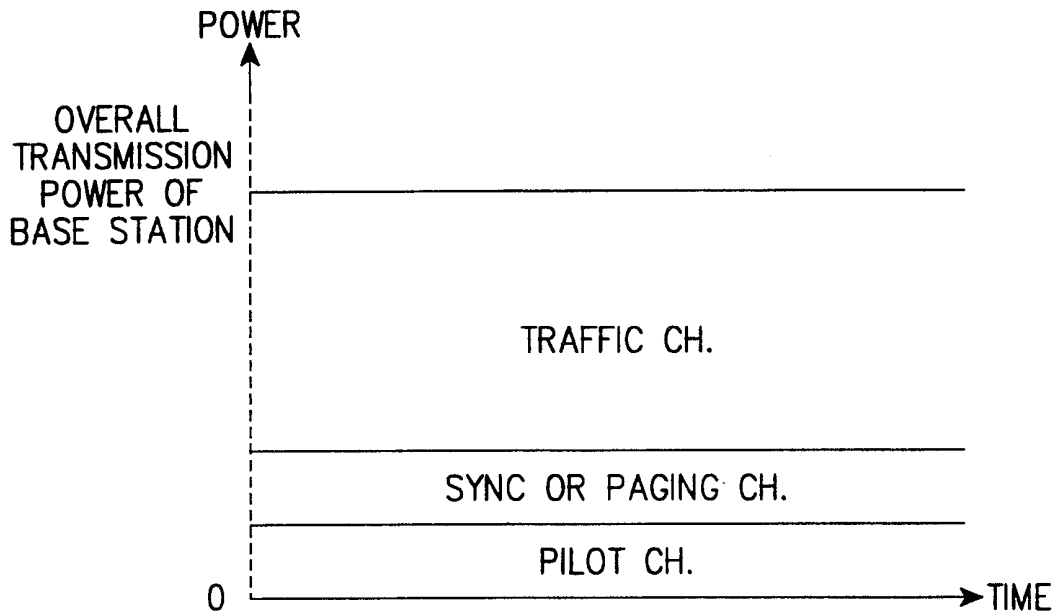 POWER
OVERALL
TRANSMISSION
POWER OF
BASE STATION
TRAFFIC CH.
SYNC OR PAGING CH.
PILOT CH.
0
TIME